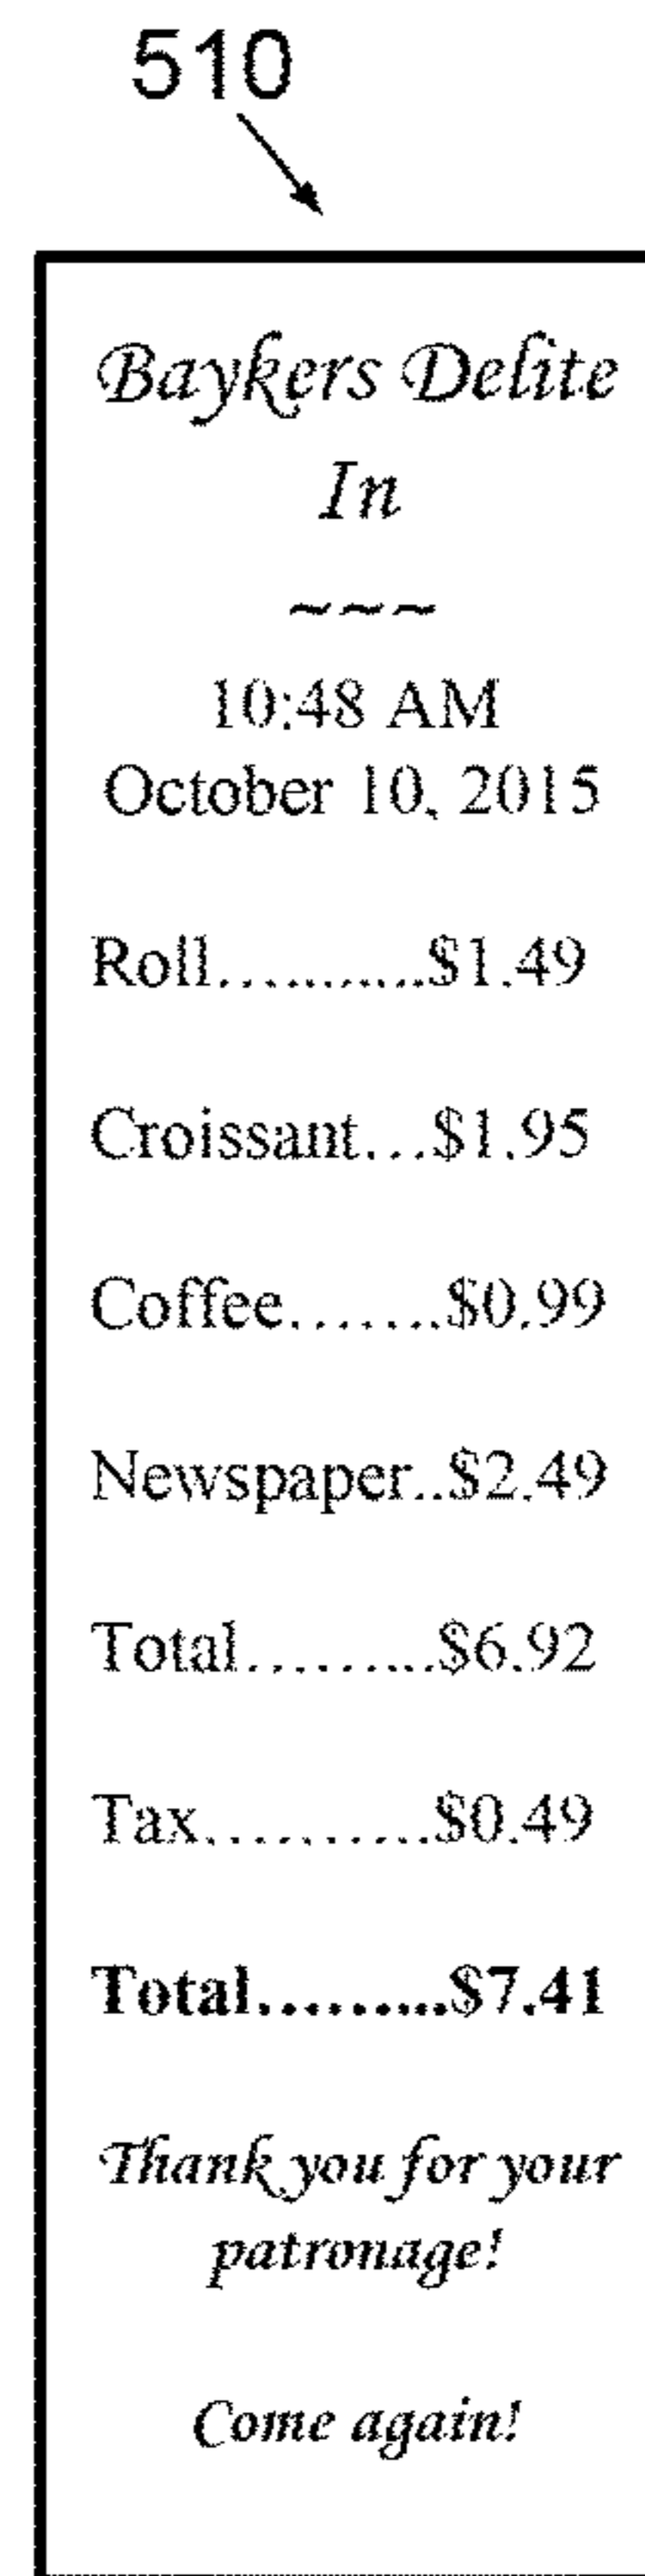 510
Baykers Delite
In
~~~
10:48 AM
October 10, 2015
Roll...........$1.49
Croissant...$1.95
Coffee.......$0.99
Newspaper..$2.49
Total.........$6.92
Tax..........$0.49
Total.........$7.41
Thank you for your
patronage!
Come again!